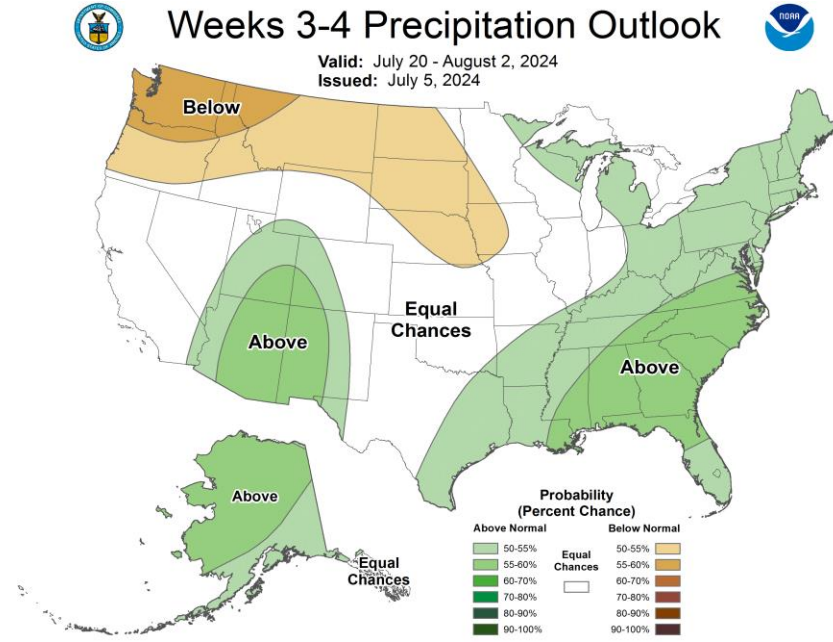 Weeks 3-4 Precipitation Outlook
Valid: July 20 - August 2, 2024
Issued: July 5, 2024
NOAA
Below
Equal
Chances
Above
Above
Above
Equal
Chances
Probability
(Percent Chance)
Above Normal
Below Normal
50-55%
55-60%
60-70%
70-80%
80-90%
90-100%
Equal
Chances
50-55%
55-60%
60-70%
70-80%
80-90%
90-100%